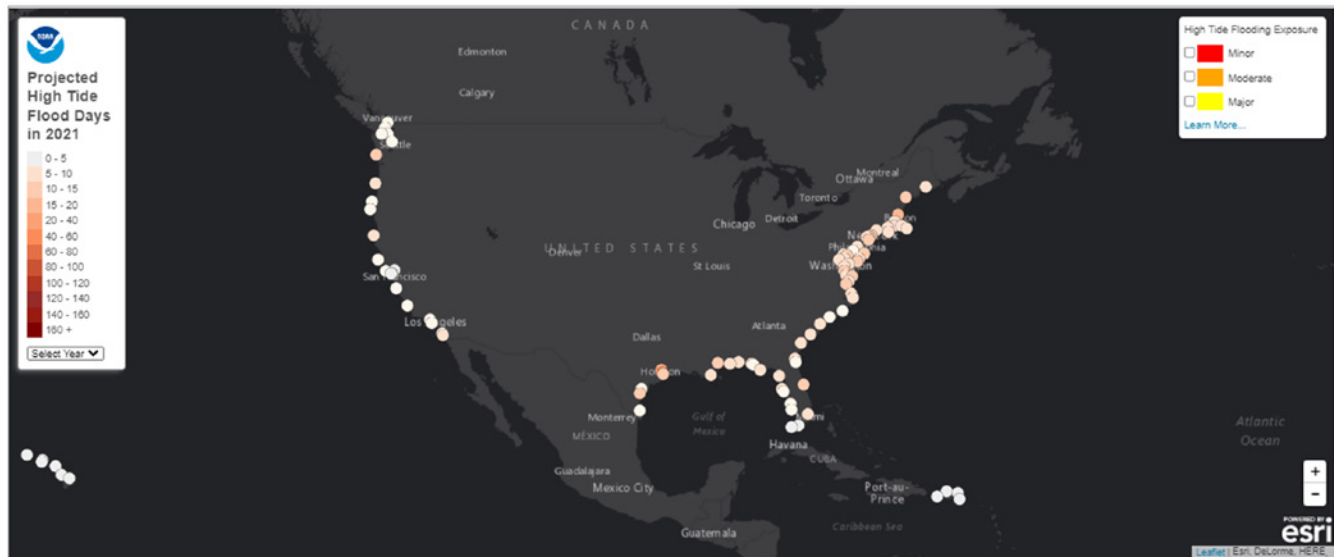 NOAA
Projected
High Tide
Flood Days
in 2021
0 - 5
5 - 10
10 - 15
15 - 20
20 - 40
40 - 60
60 - 80
80 - 100
100 - 120
120 - 140
140 - 160
160 +
Select Year
High Tide Flooding Exposure
Minor
Moderate
Major
Learn More...
CANADA
Edmonton
Calgary
Vancouver
Seattle
Montreal
Ottawa
Toronto
Chicago
Detroit
UNITED STATES
Denver
St Louis
Philadelphia
Washington
San Francisco
Los Angeles
Atlanta
Dallas
Houston
Monterrey
MÉXICO
Gulf of
Mexico
Havana
CUBA
Guadalajara
Mexico City
Port-au-
Prince
Guatemala
Caribbean Sea
Atlantic
Ocean
+
−
POWERED BY
esri
Leaflet | Esri, DeLorme, HERE